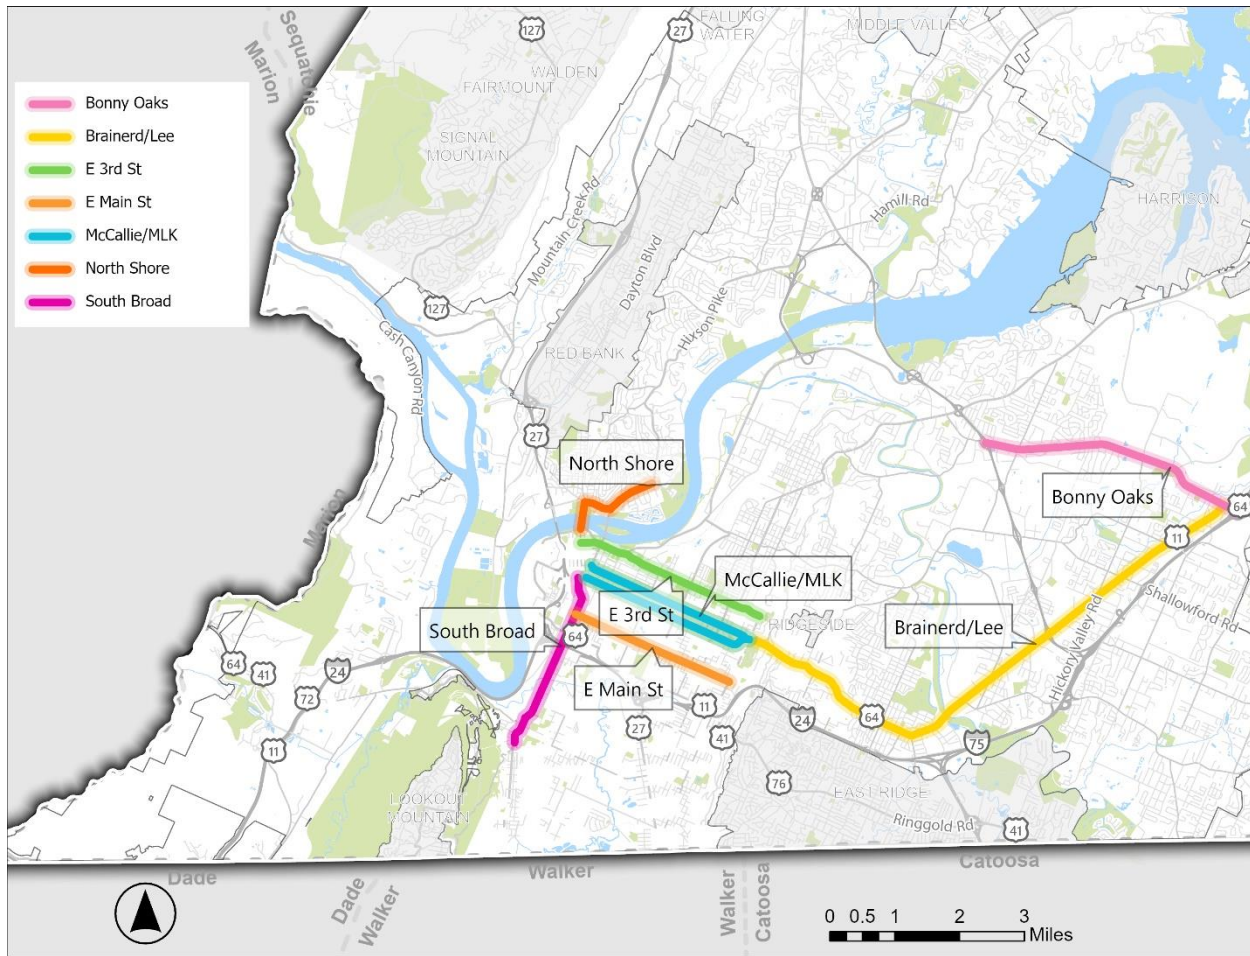 Sequatchie
Marion
127
27
FALLING
WATER
MIDDLE VALLEY
WALDEN
FAIRMOUNT
SIGNAL
MOUNTAIN
Bonny Oaks
Brainerd/Lee
E 3rd St
E Main St
McCallie/MLK
North Shore
South Broad
HARRISON
Hamill Rd
Mountain Creek Rd
Dayton Blvd
Hixson Pike
127
Cash Canyon Rd
RED BANK
27
North Shore
Bonny Oaks
64
11
Marion
McCallie/MLK
E 3rd St
RIDGESIDE
Shallowford Rd
Hickory Valley Rd
Brainerd/Lee
South Broad
64
E Main St
64
41
24
72
11
11
27
41
24
64
75
76
EAST RIDGE
LOOKOUT
MOUNTAIN
Ringgold Rd
41
Dade
Walker
Catoosa
Dade
Walker
Walker
Catoosa
0 0.5 1 2 3
Miles